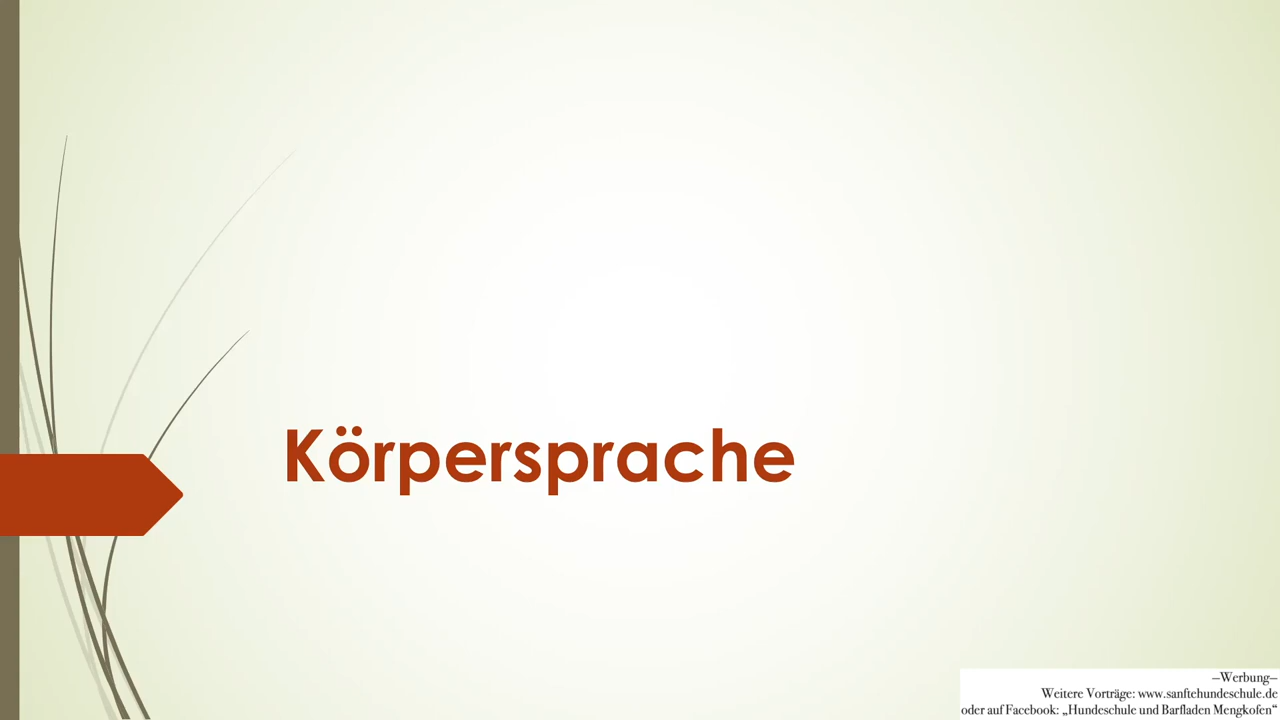 Körpersprache
—Werbung—
Weitere Vorträge: www.sanftehundeschule.de
oder auf Facebook: „Hundeschule und Barfladen Mengkofen“